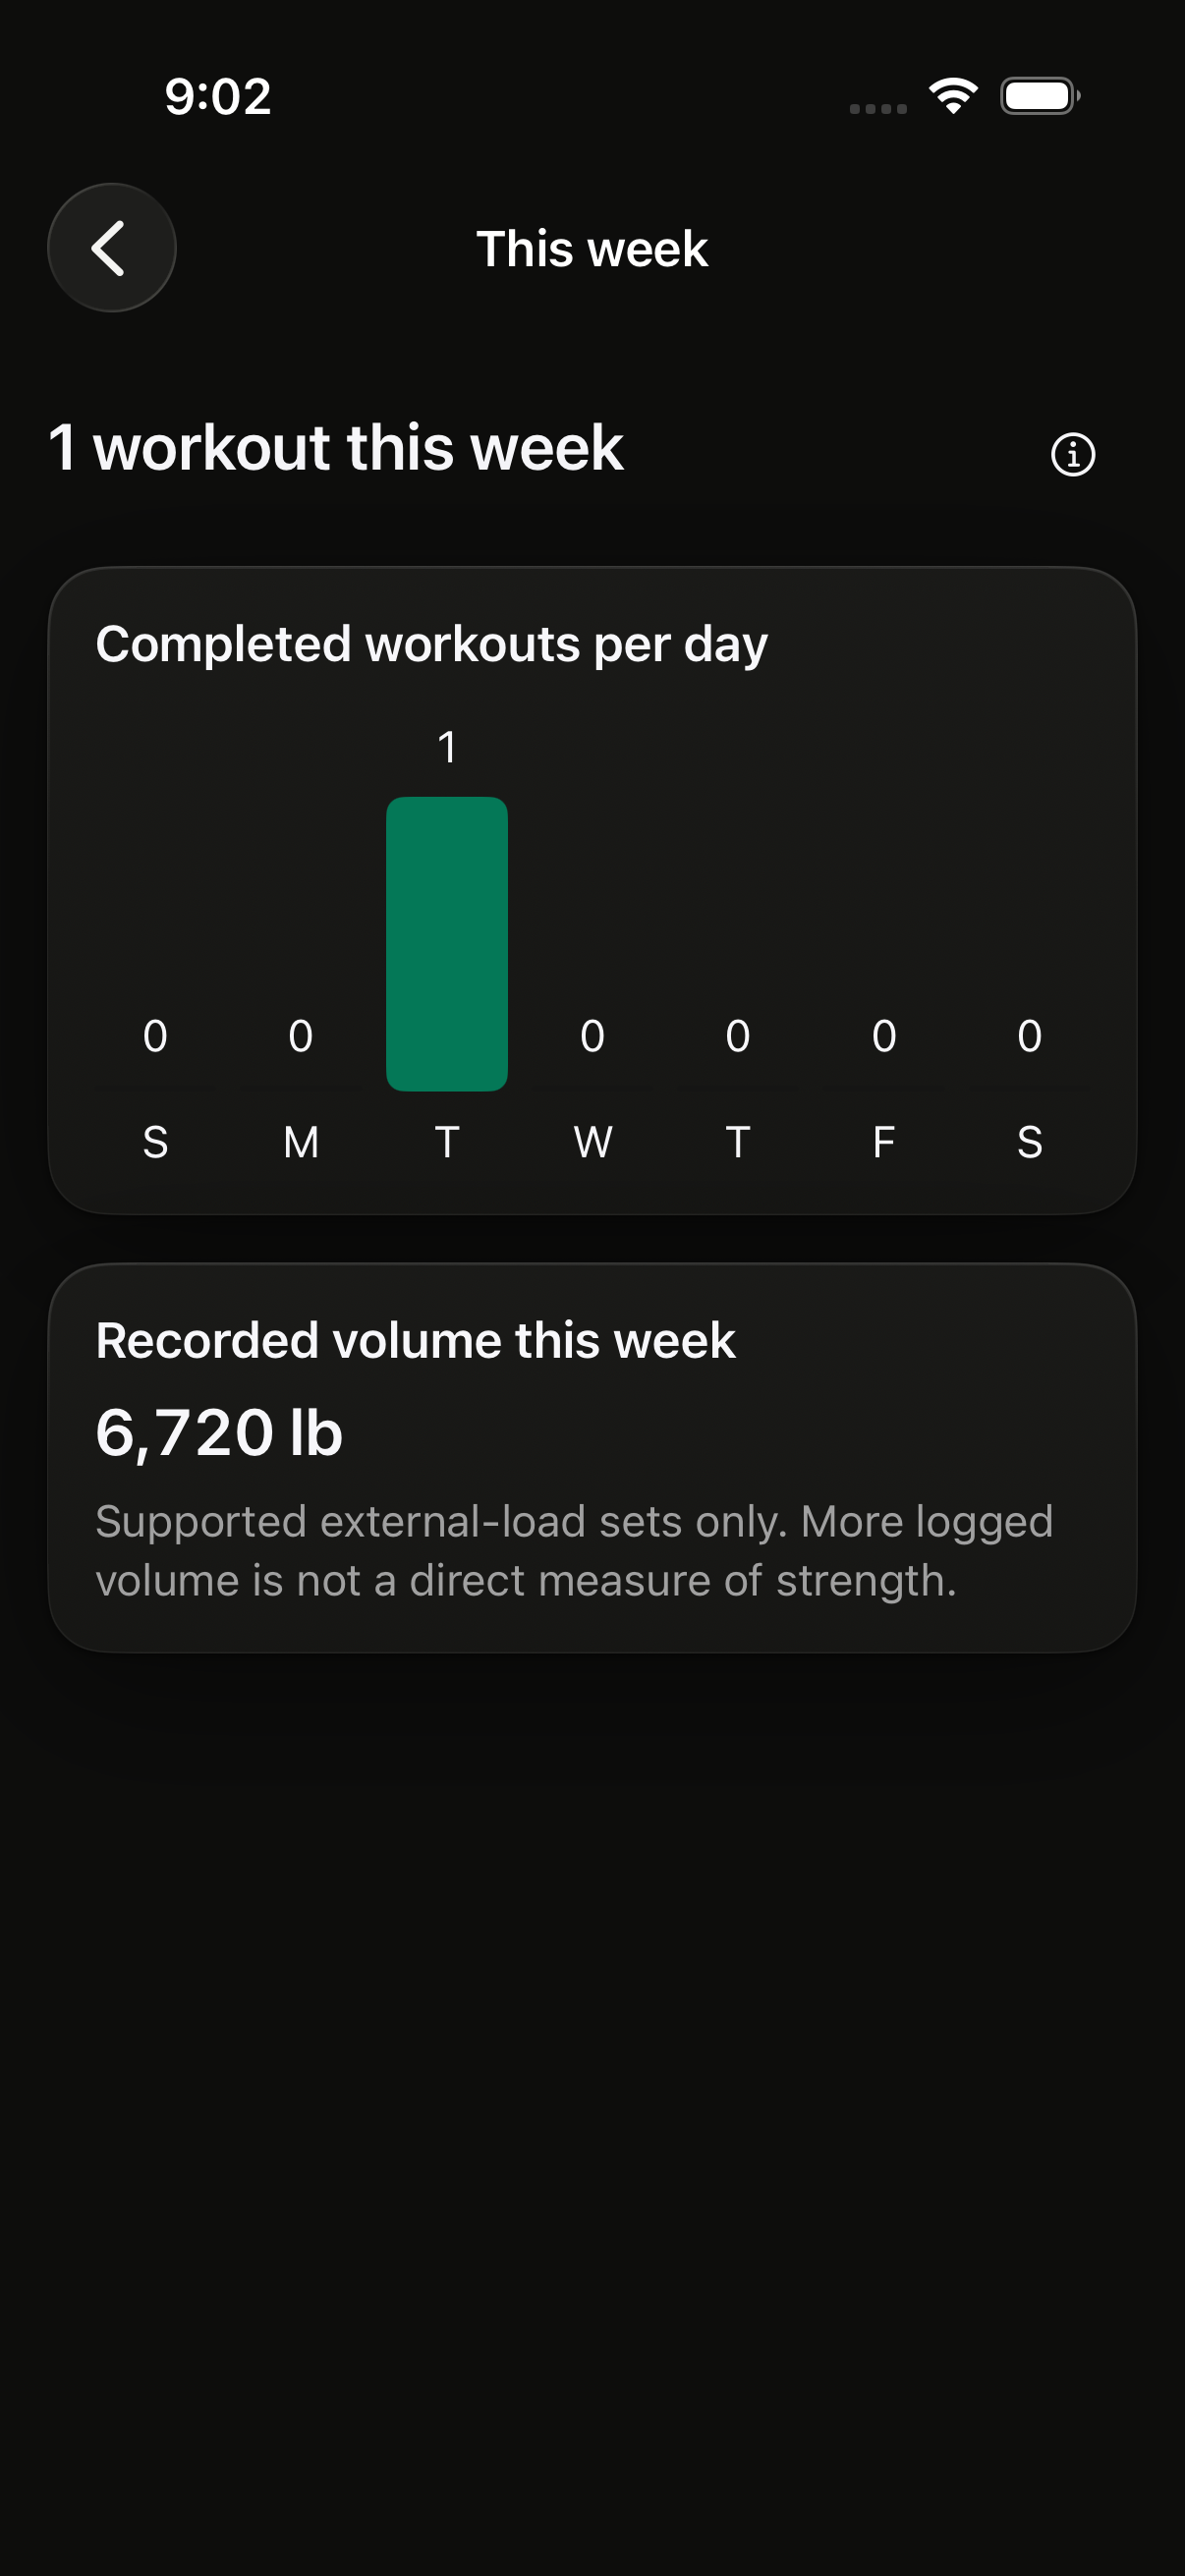 9:02
This week
1 workout this week
Completed workouts per day
1
0 0 0 0 0 0
S M T W T F S
Recorded volume this week
6,720 lb
Supported external-load sets only. More logged
volume is not a direct measure of strength.